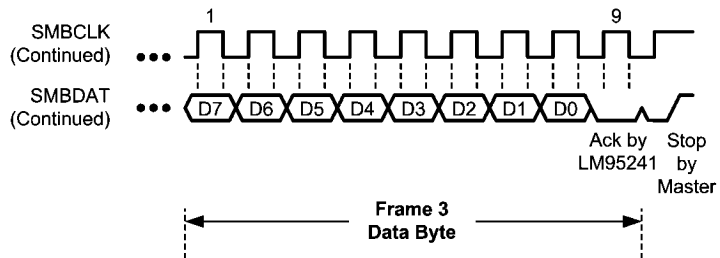 1 9
SMBCLK
(Continued)
SMBDAT
(Continued)
D7 D6 D5 D4 D3 D2 D1 D0
Ack by
LM95241
Stop
by
Master
Frame 3
Data Byte